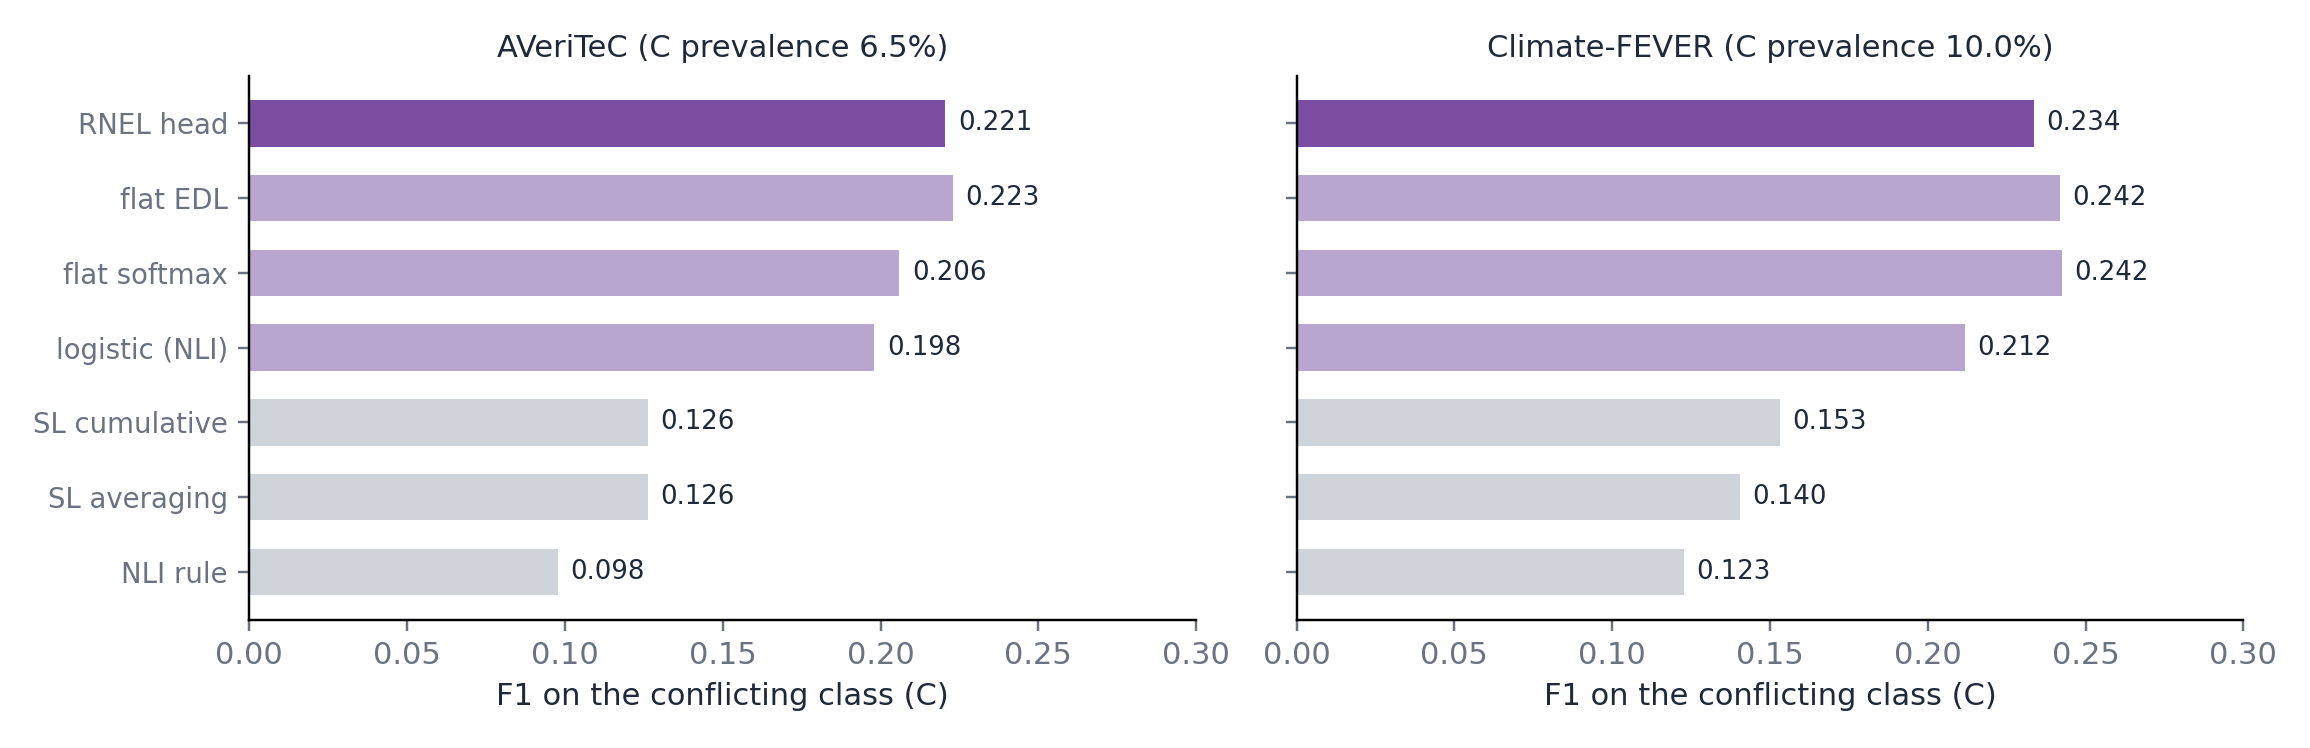 AVeriTeC (C prevalence 6.5%)
RNEL head
0.221
flat EDL
0.223
flat softmax
0.206
logistic (NLI)
0.198
SL cumulative
0.126
SL averaging
0.126
NLI rule
0.098
0.00 0.05 0.10 0.15 0.20 0.25 0.30
F1 on the conflicting class (C)
Climate-FEVER (C prevalence 10.0%)
0.234
0.242
0.242
0.212
0.153
0.140
0.123
0.00 0.05 0.10 0.15 0.20 0.25 0.30
F1 on the conflicting class (C)